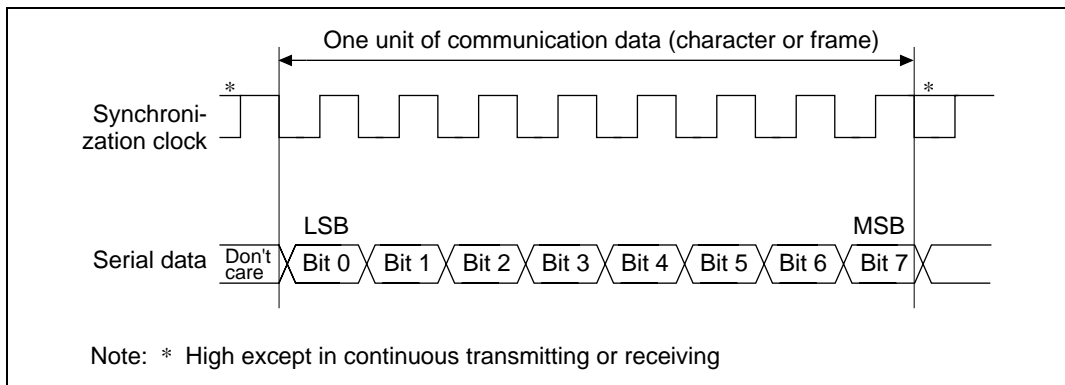 One unit of communication data (character or frame)
* *
Synchroni-
zation clock
LSB MSB
Serial data Don't care Bit 0 Bit 1 Bit 2 Bit 3 Bit 4 Bit 5 Bit 6 Bit 7
Note: * High except in continuous transmitting or receiving